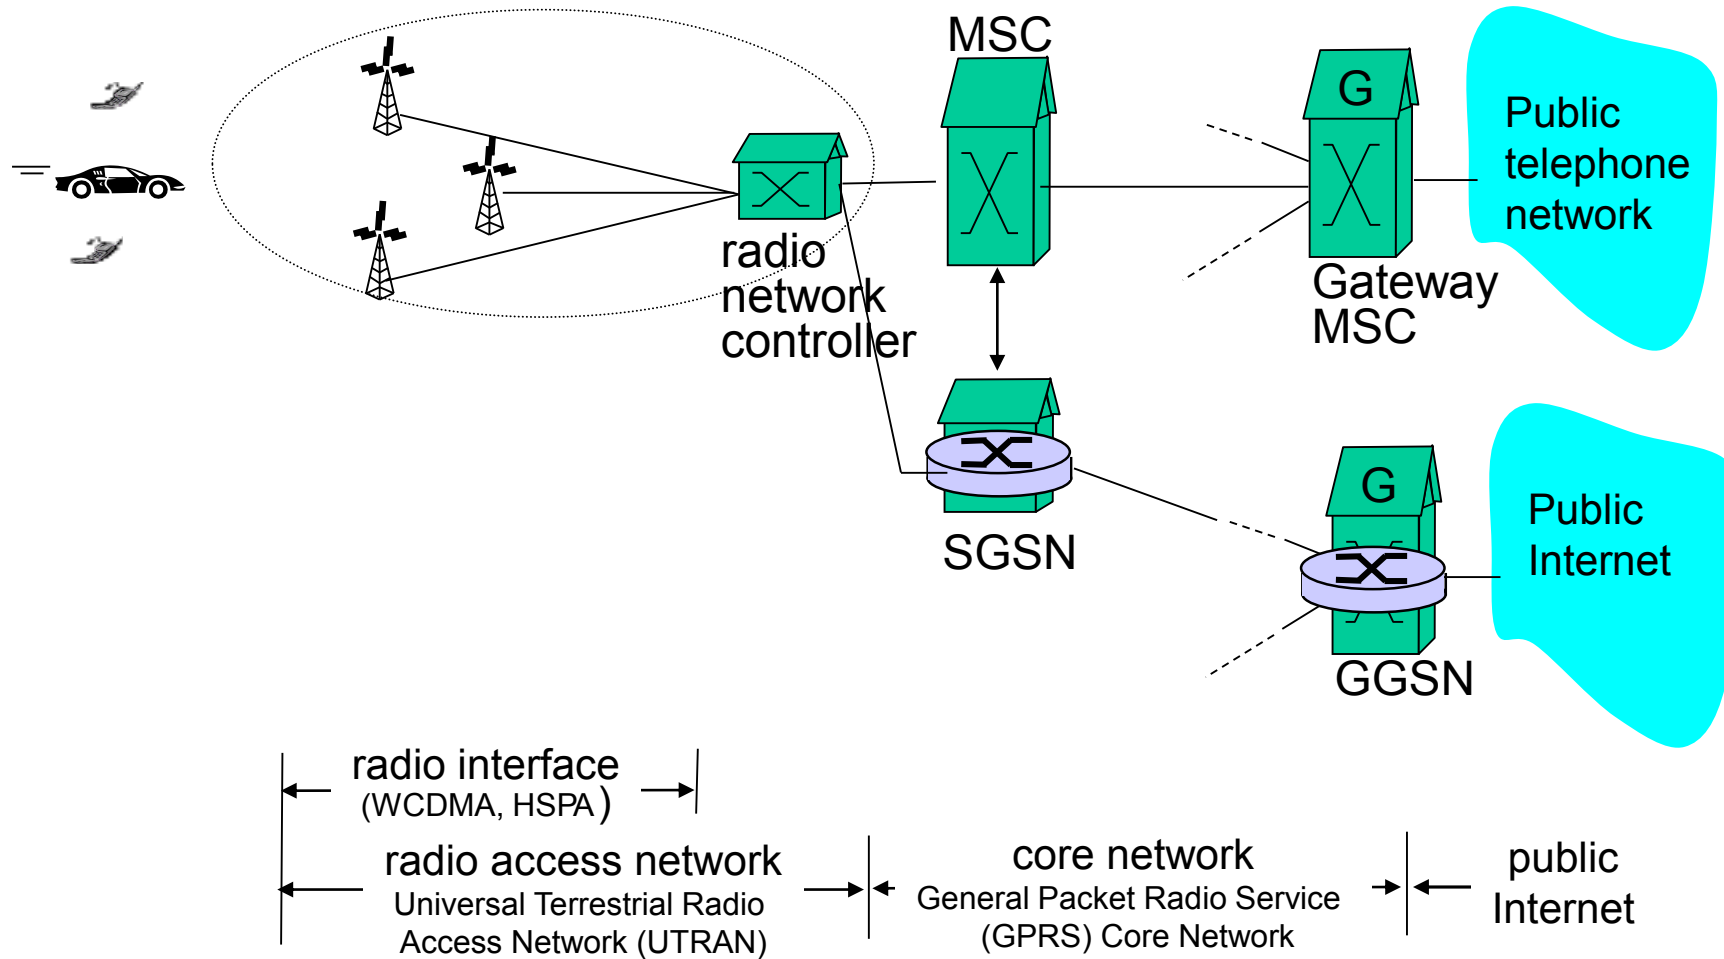 MSC
G
Public
telephone
network
radio
network
controller
Gateway
MSC
SGSN
G
GGSN
Public
Internet
radio interface
(WCDMA, HSPA)
radio access network
Universal Terrestrial Radio
Access Network (UTRAN)
core network
General Packet Radio Service
(GPRS) Core Network
public
Internet